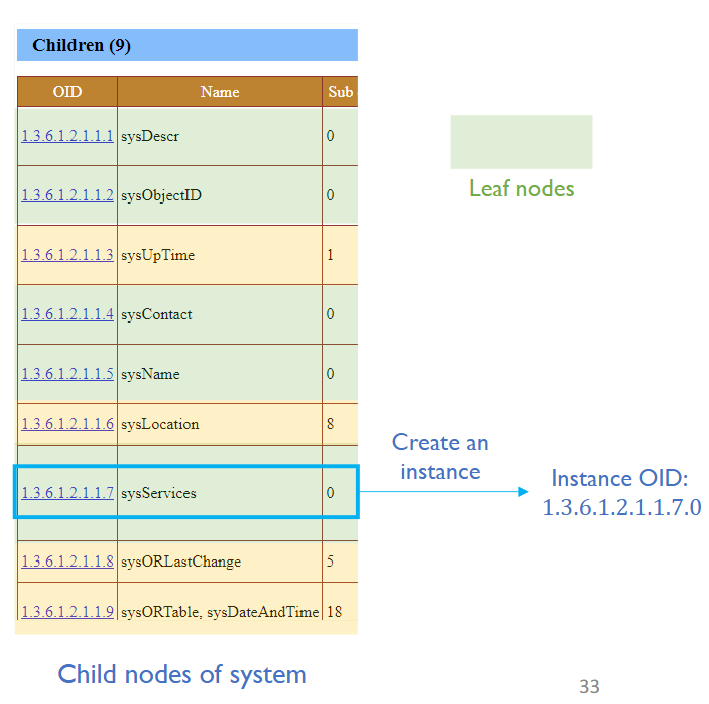 Children (9)
OID Name Sub
1.3.6.1.2.1.1.1 sysDescr 0
1.3.6.1.2.1.1.2 sysObjectID 0
1.3.6.1.2.1.1.3 sysUpTime 1
1.3.6.1.2.1.1.4 sysContact 0
1.3.6.1.2.1.1.5 sysName 0
1.3.6.1.2.1.1.6 sysLocation 8
1.3.6.1.2.1.1.7 sysServices 0
1.3.6.1.2.1.1.8 sysORLastChange 5
1.3.6.1.2.1.1.9 sysORTable, sysDateAndTime 18
Leaf nodes
Create an
instance
Instance OID:
1.3.6.1.2.1.1.7.0
Child nodes of system
33